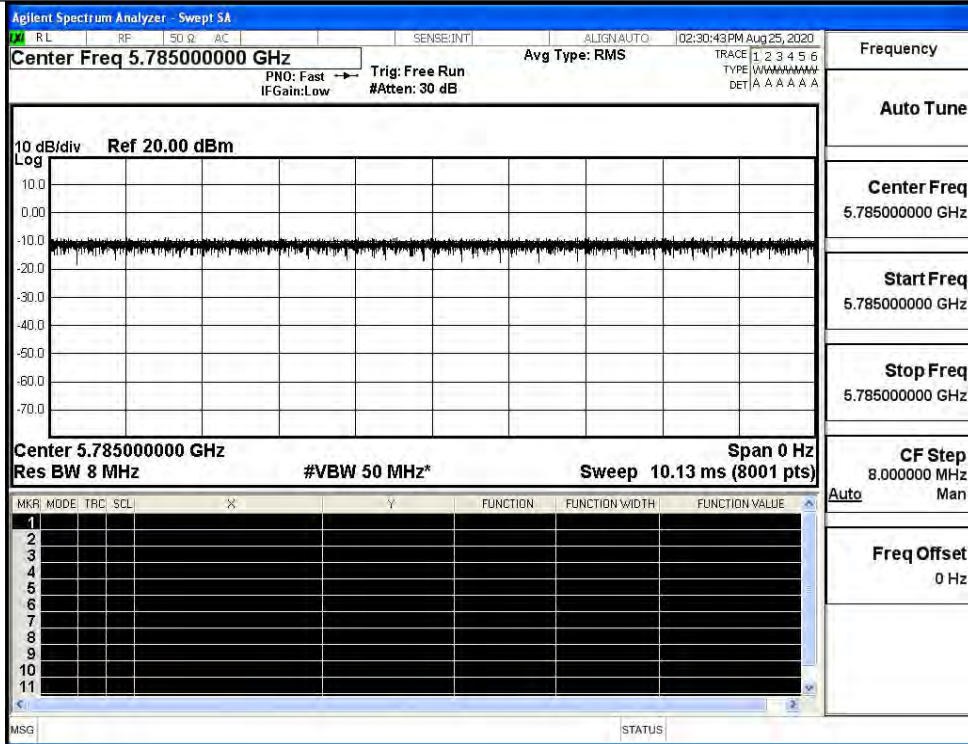 Agilent Spectrum Analyzer - Swept SA
LXI RL RF 50 Ω AC SENSE:INT ALIGNAUTO 02:30:43 PM Aug 25, 2020
Center Freq 5.785000000 GHz
Avg Type: RMS
TRACE 1 2 3 4 5 6
TYPE WWWWWW
DET A A A A A A
PNO: Fast
IFGain:Low
Trig: Free Run
#Atten: 30 dB
10 dB/div Ref 20.00 dBm
Log
10.0
0.00
-10.0
-20.0
-30.0
-40.0
-50.0
-60.0
-70.0
Center 5.785000000 GHz Span 0 Hz
Res BW 8 MHz #VBW 50 MHz* Sweep 10.13 ms (8001 pts)
MKR MODE TRC SCL X Y FUNCTION FUNCTION WIDTH FUNCTION VALUE
1
2
3
4
5
6
7
8
9
10
11
MSG STATUS
Frequency
Auto Tune
Center Freq
5.785000000 GHz
Start Freq
5.785000000 GHz
Stop Freq
5.785000000 GHz
CF Step
8.000000 MHz
Auto Man
Freq Offset
0 Hz